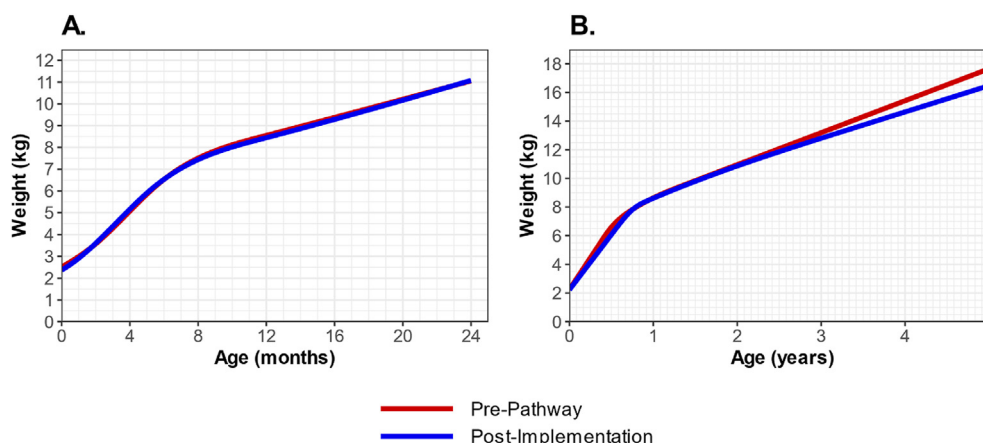 A.
Weight (kg)
12
11
10
9
8
7
6
5
4
3
2
1
0
0 4 8 12 16 20 24
Age (months)
B.
Weight (kg)
18
16
14
12
10
8
6
4
2
0
0 1 2 3 4
Age (years)
Pre-Pathway
Post-Implementation